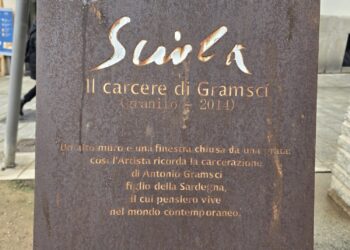 Sciola
Il carcere di Gramsci
(granito - 2014)
Un alto muro e una finestra chiusa da una grata:
così l'Artista ricorda la carcerazione
di Antonio Gramsci
figlio della Sardegna,
il cui pensiero vive
nel mondo contemporaneo.